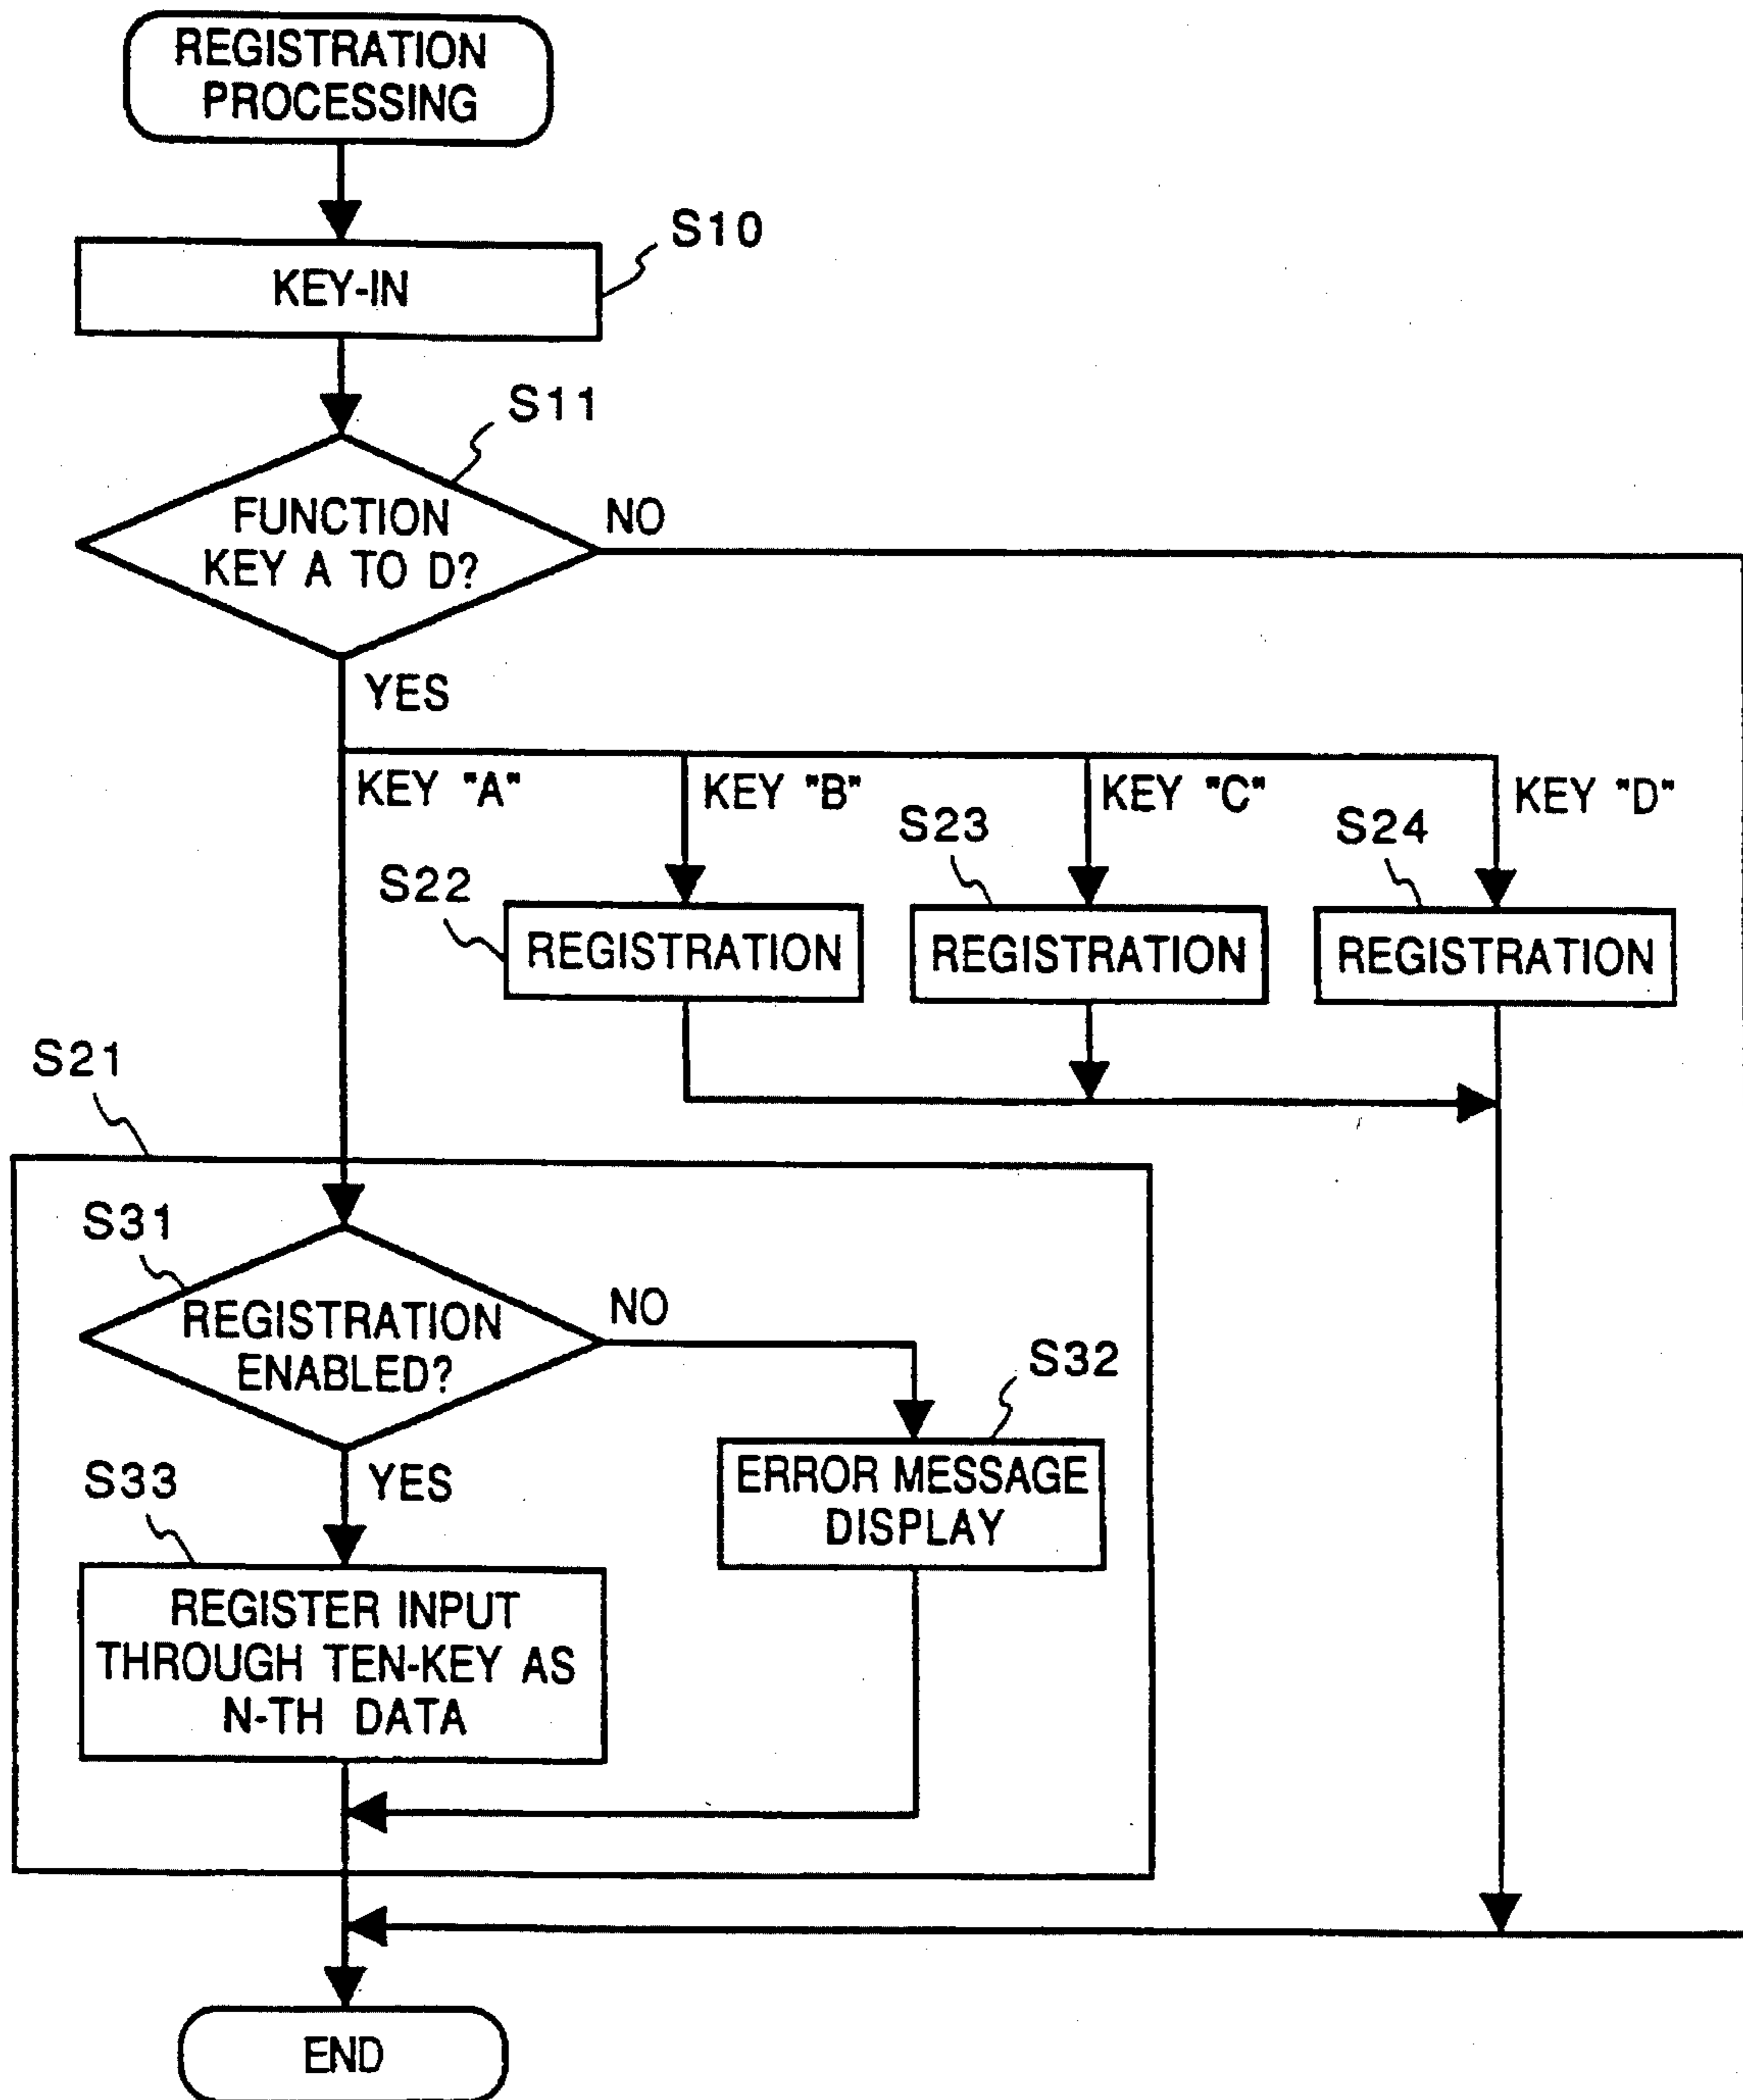 REGISTRATION
PROCESSING
S10
KEY-IN
S11
FUNCTION
KEY A TO D?
NO
YES
KEY "A"
KEY "B"
KEY "C"
KEY "D"
S22
S23
S24
REGISTRATION
REGISTRATION
REGISTRATION
S21
S31
REGISTRATION
ENABLED?
NO
S32
ERROR MESSAGE
DISPLAY
YES
S33
REGISTER INPUT
THROUGH TEN-KEY AS
N-TH DATA
END